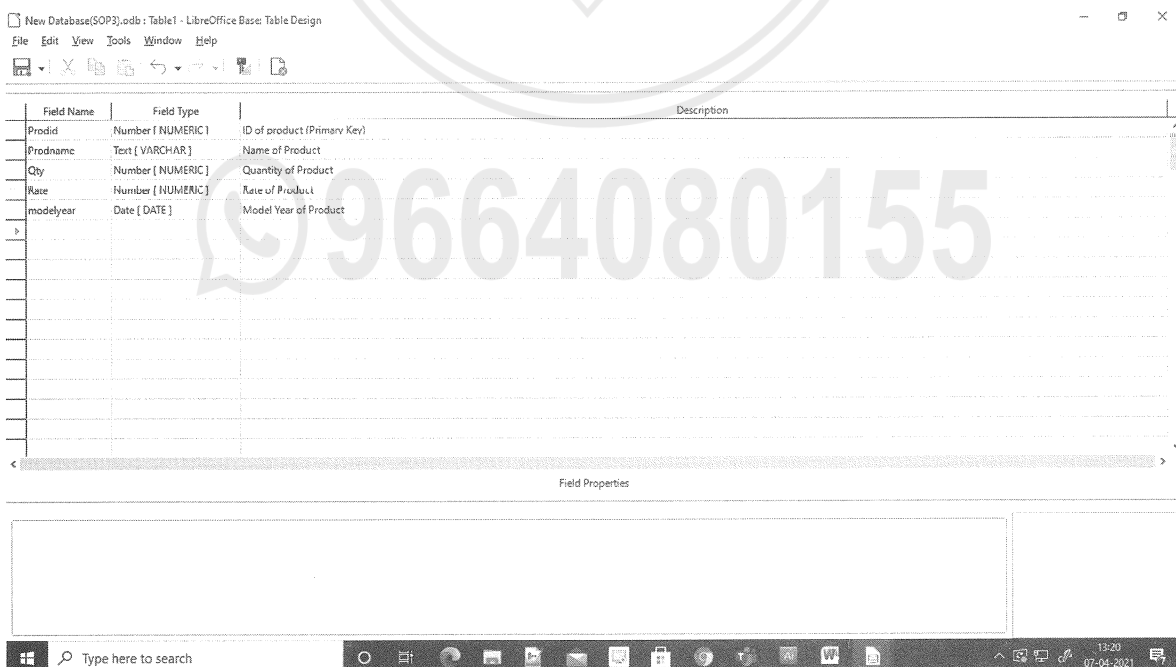 New Database(SOP3).odb : Table1 - LibreOffice Base: Table Design
File Edit View Tools Window Help
Field Name Field Type Description
Prodid Number [ NUMERIC ] ID of product (Primary Key)
Prodname Text [ VARCHAR ] Name of Product
Qty Number [ NUMERIC ] Quantity of Product
Rate Number [ NUMERIC ] Rate of Product
modelyear Date [ DATE ] Model Year of Product
9664080155
Field Properties
Type here to search
13:20
07-04-2021